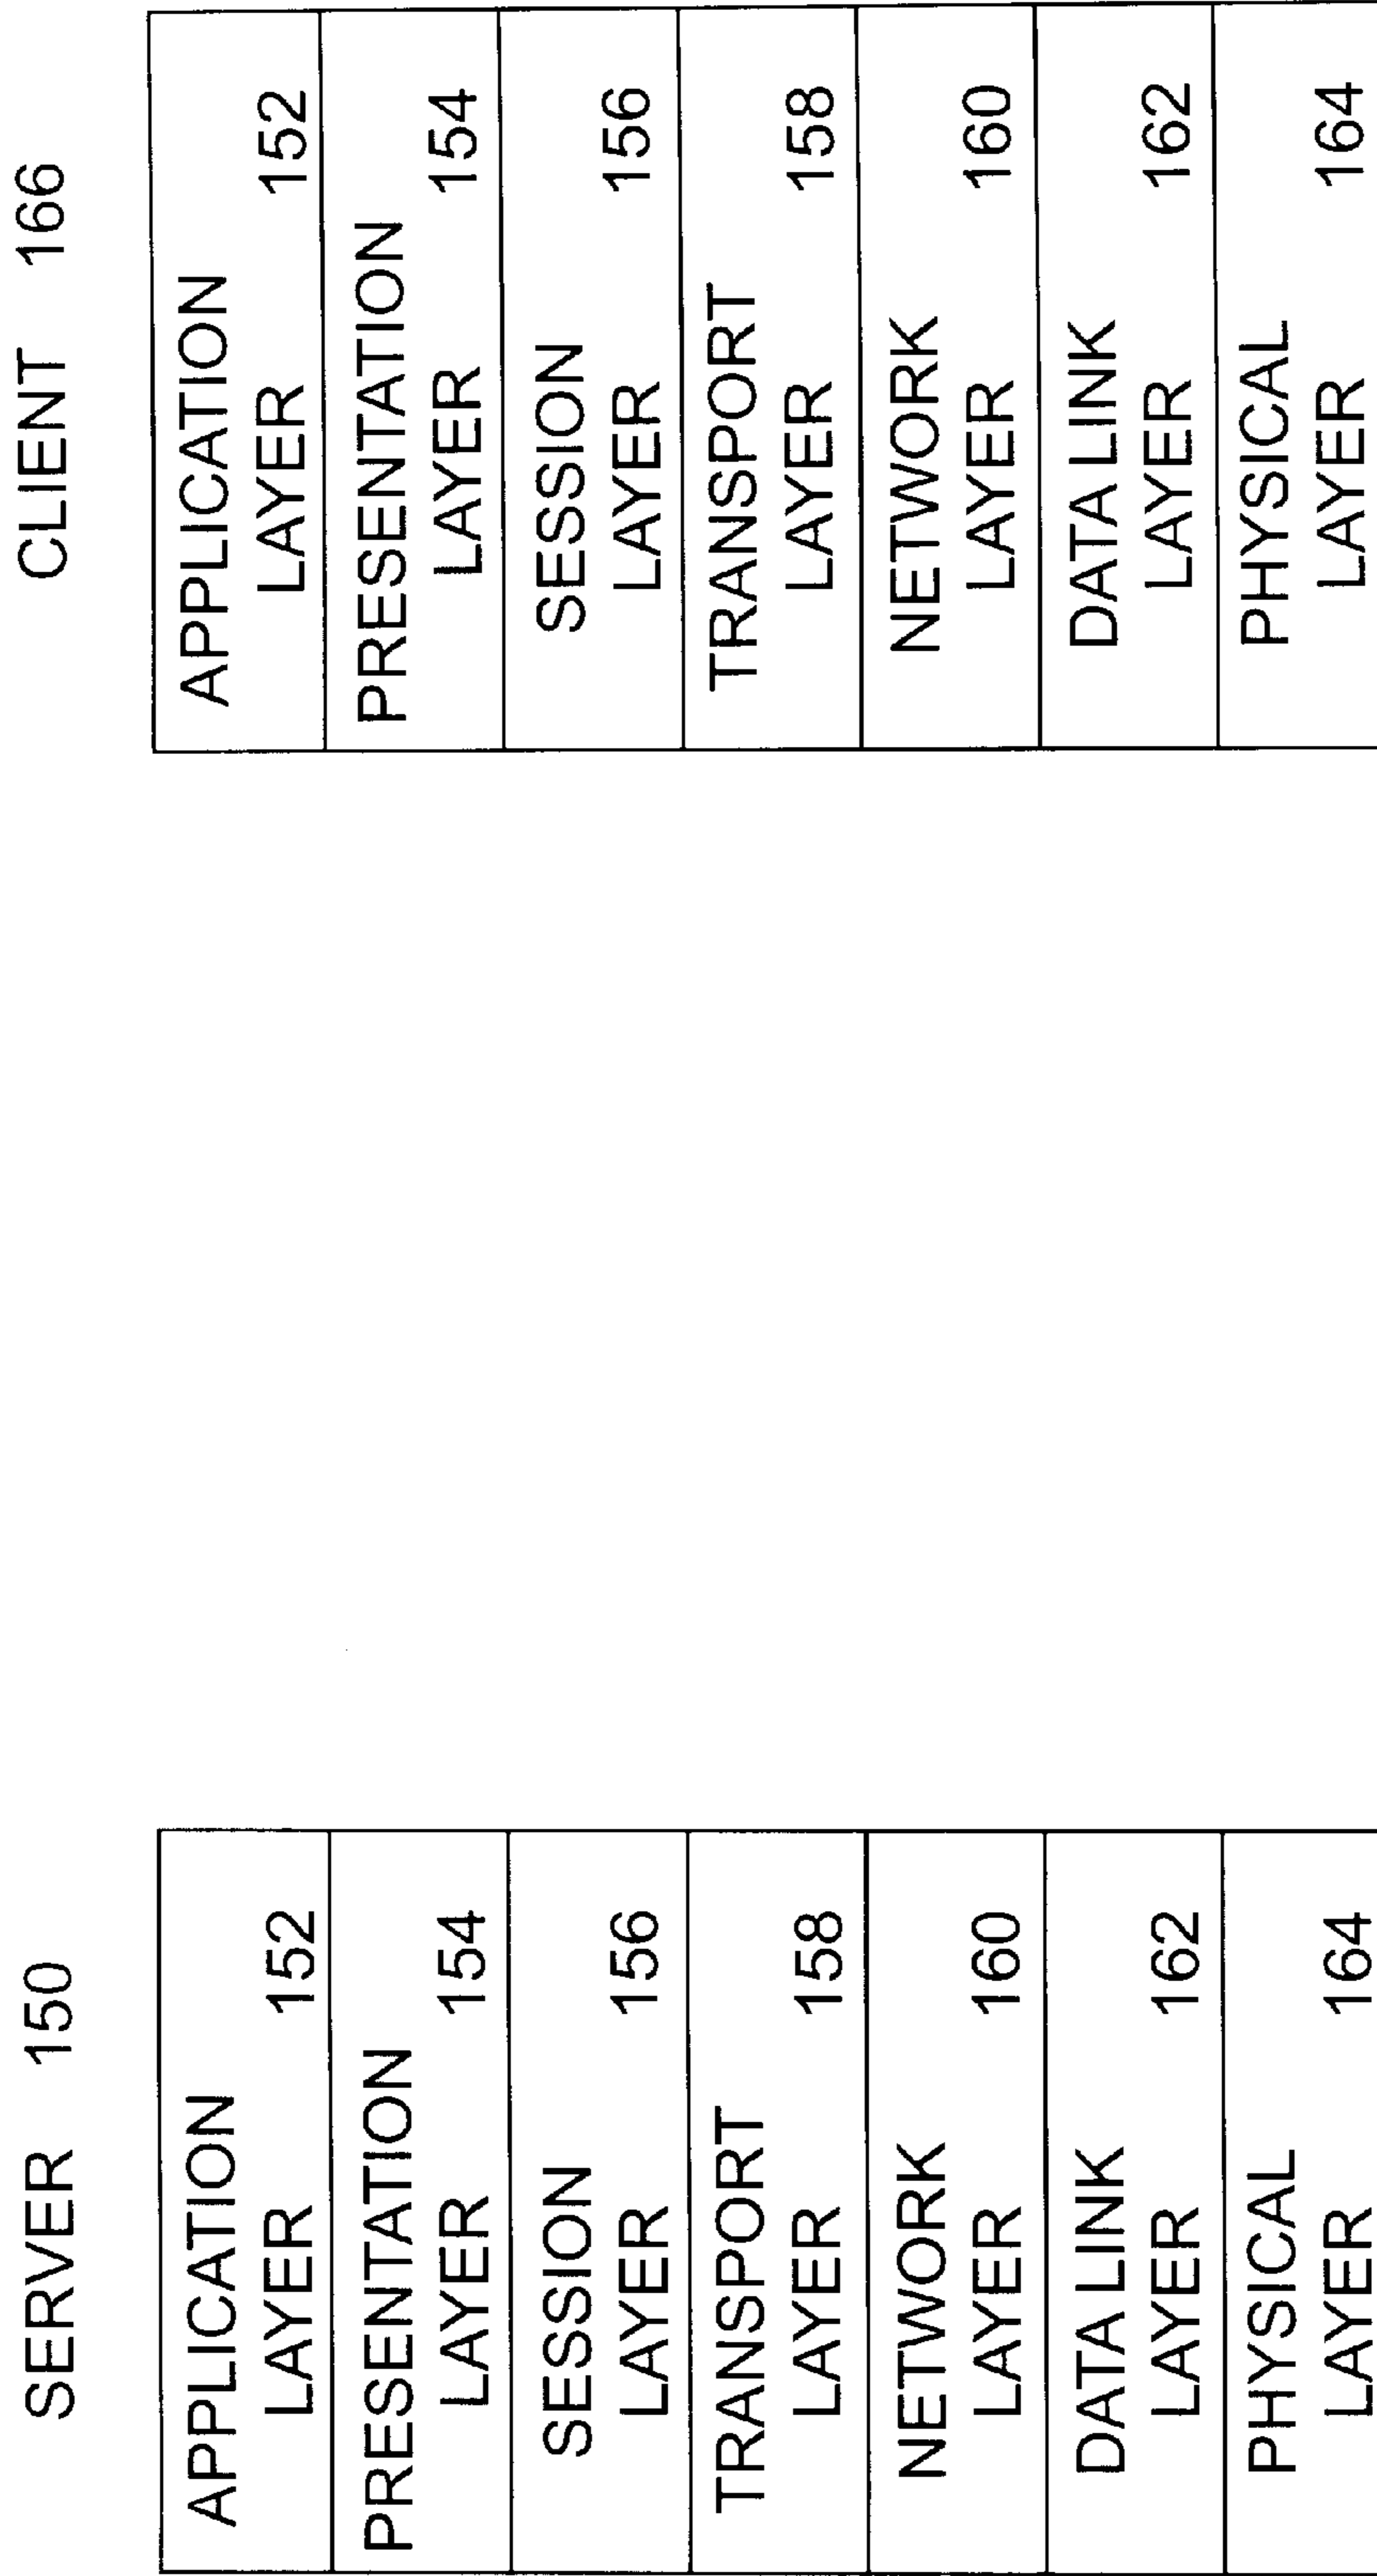 SERVER 150
APPLICATION
LAYER 152
PRESENTATION
LAYER 154
SESSION
LAYER 156
TRANSPORT
LAYER 158
NETWORK
LAYER 160
DATA LINK
LAYER 162
PHYSICAL
LAYER 164
CLIENT 166
APPLICATION
LAYER 152
PRESENTATION
LAYER 154
SESSION
LAYER 156
TRANSPORT
LAYER 158
NETWORK
LAYER 160
DATA LINK
LAYER 162
PHYSICAL
LAYER 164